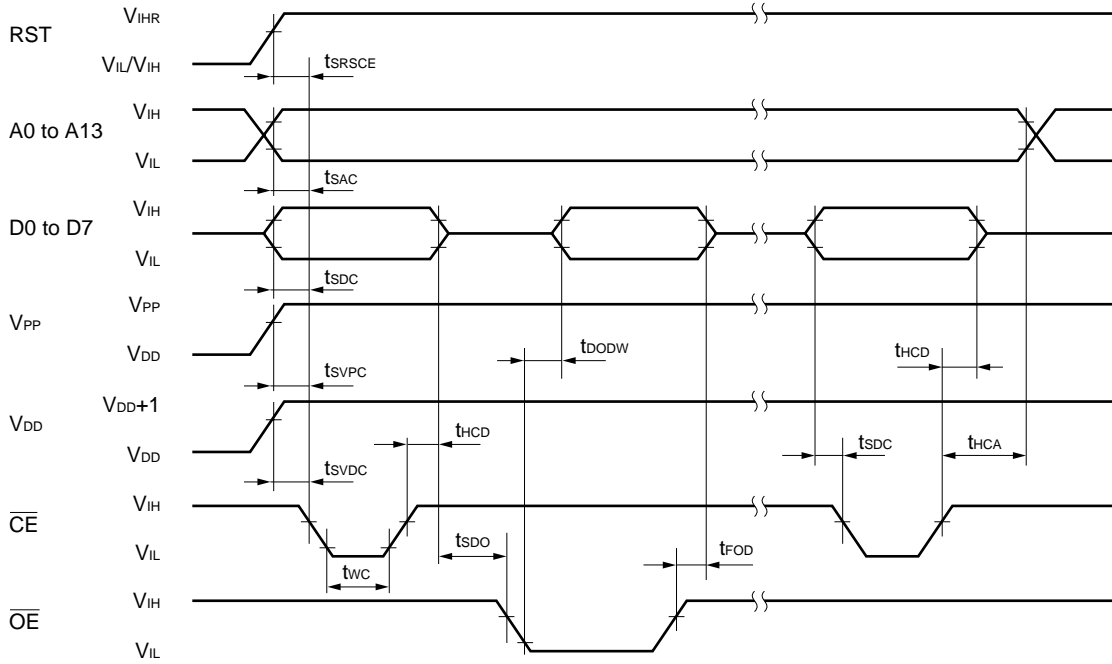 RST
VIHR
VIL/VIH
tSRSCE
A0 to A13
VIH
VIL
tSAC
D0 to D7
VIH
VIL
tSDC
VPP
VPP
VDD
tDODW
tHCD
tSVPC
VDD
VDD+1
VDD
tHCD
tSDC
tHCA
tSVDC
CE
VIH
VIL
tSDO
tFOD
tWC
OE
VIH
VIL